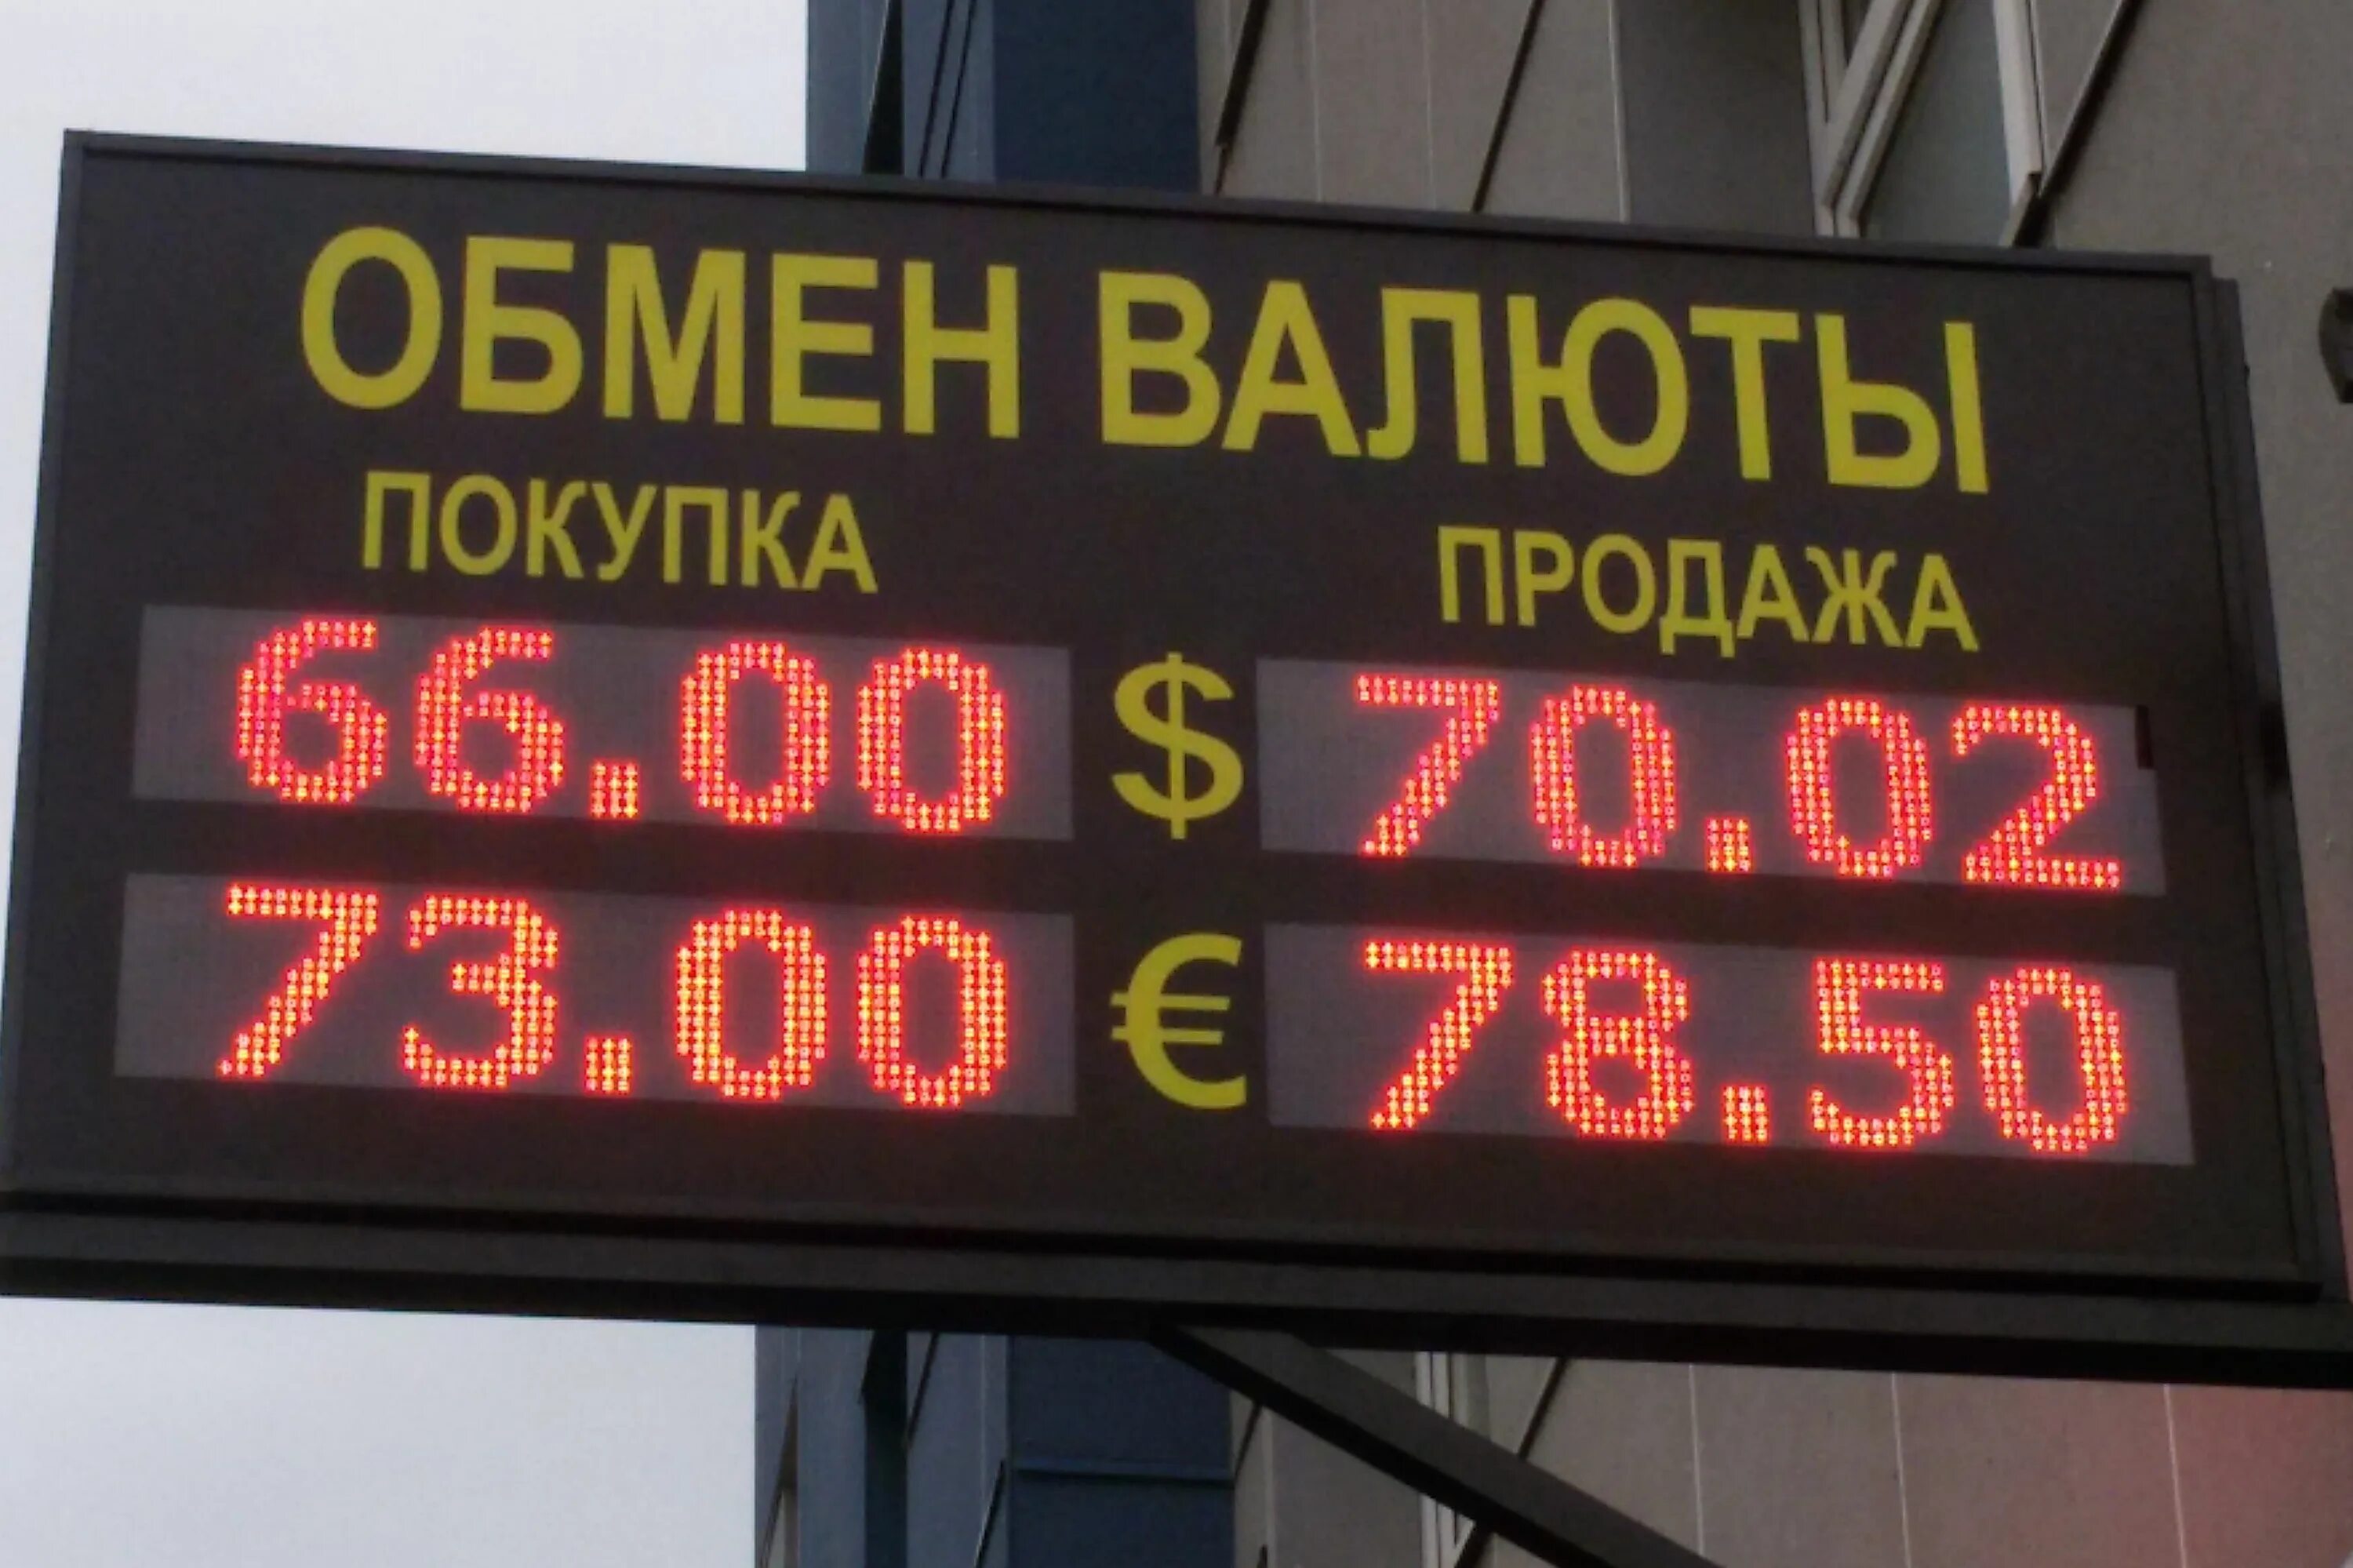 ОБМЕН ВАЛЮТЫ
ПОКУПКА ПРОДАЖА
66.00 $ 70.02
73.00 € 78.50